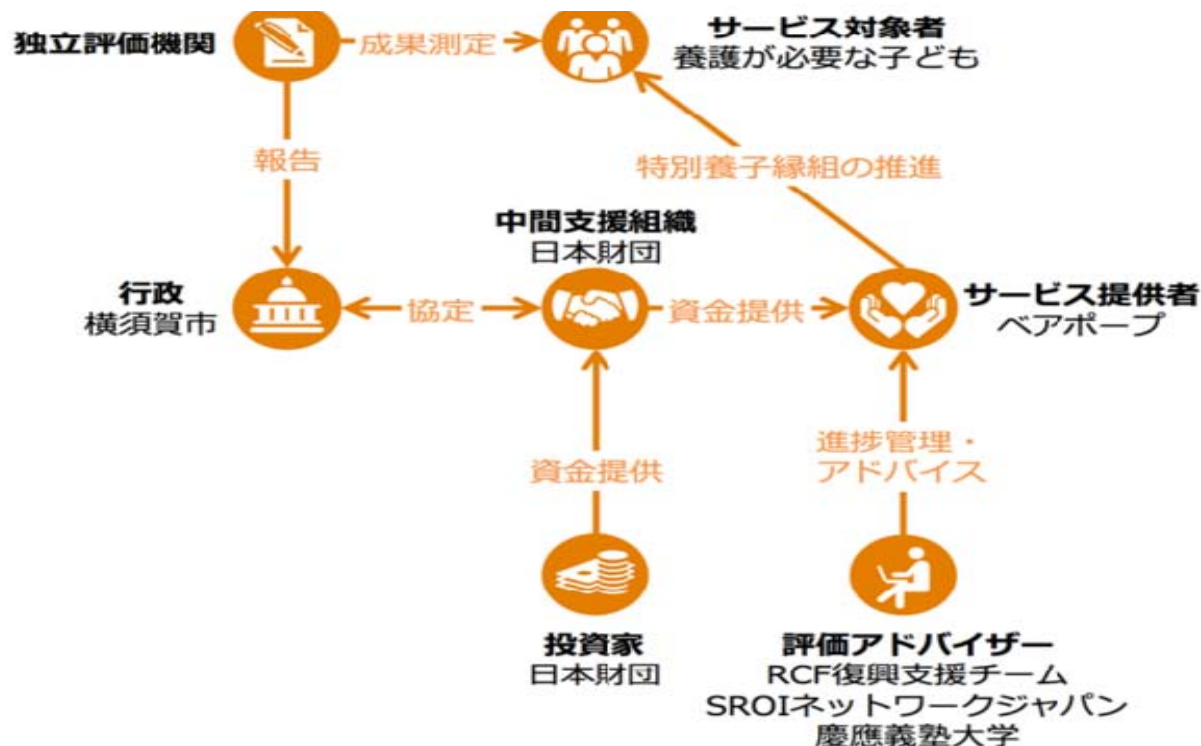 独立評価機関
成果測定
サービス対象者
養護が必要な子ども
報告
特別養子縁組の推進
中間支援組織
日本財団
行政
横須賀市
協定
資金提供
サービス提供者
ベアポープ
資金提供
進捗管理・
アドバイス
投資家
日本財団
評価アドバイザー
RCF復興支援チーム
SROIネットワークジャパン
慶應義塾大学